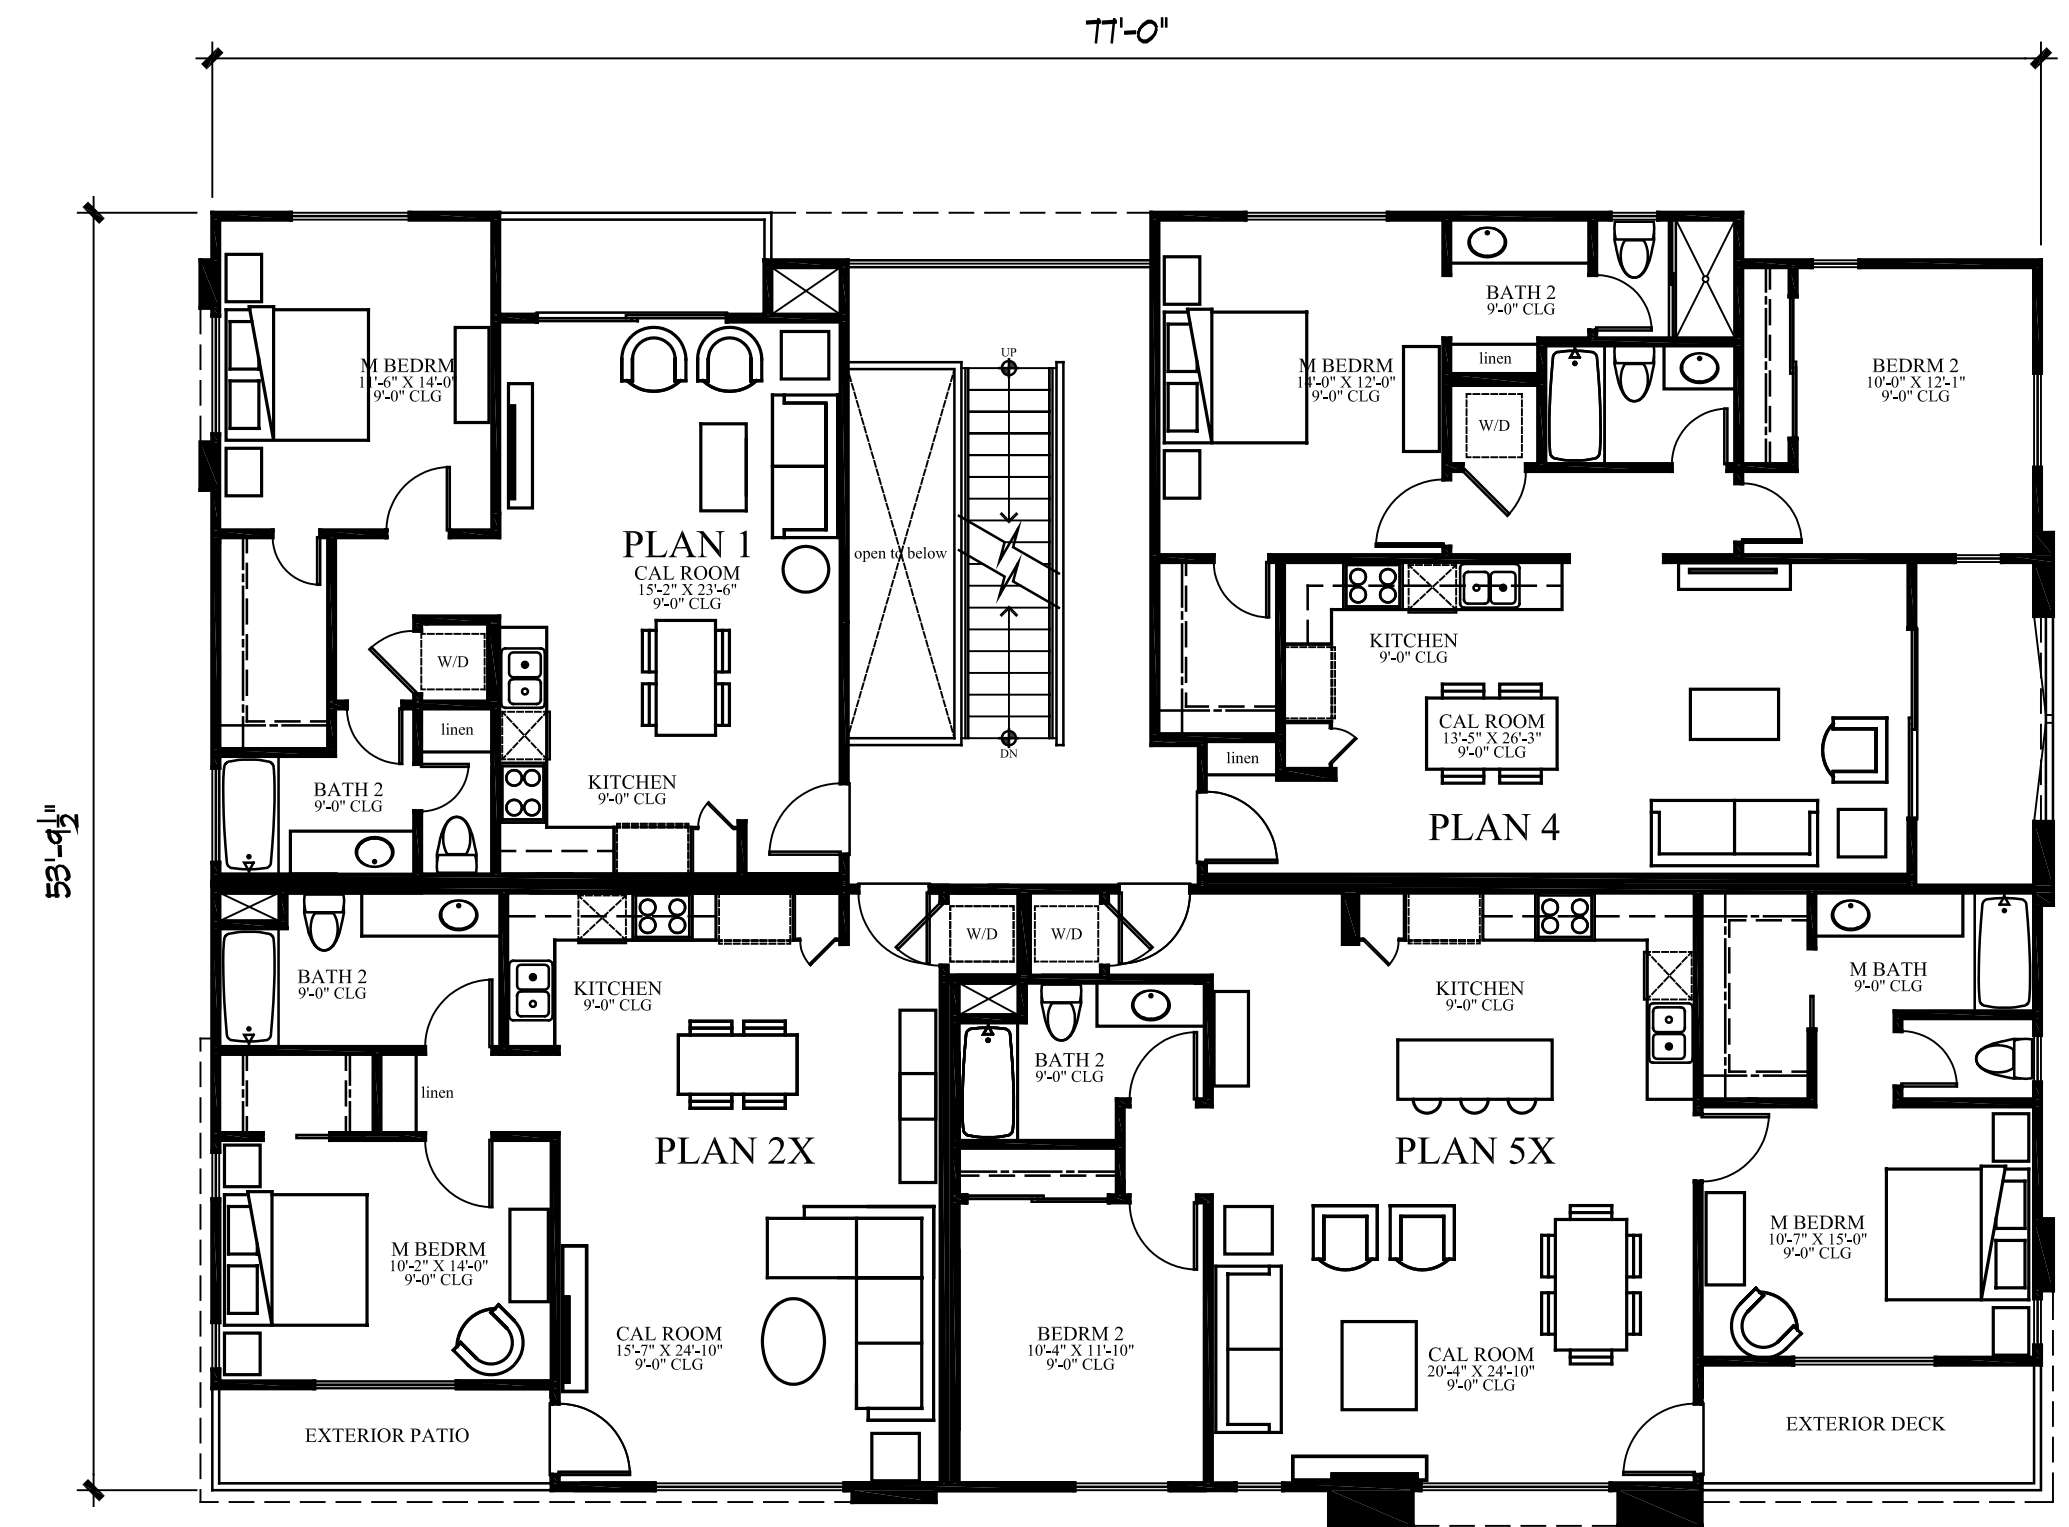 77'-0"
53'-9½"
M BEDRM
11'-6" X 14'-0"
9'-0" CLG
PLAN 1
CAL ROOM
15'-2" X 23'-6"
9'-0" CLG
W/D
linen
BATH 2
9'-0" CLG
KITCHEN
9'-0" CLG
UP
open to below
DN
M BEDRM
14'-0" X 12'-0"
9'-0" CLG
BATH 2
9'-0" CLG
linen
W/D
BEDRM 2
10'-0" X 12'-1"
9'-0" CLG
KITCHEN
9'-0" CLG
CAL ROOM
13'-5" X 26'-3"
9'-0" CLG
linen
PLAN 4
BATH 2
9'-0" CLG
KITCHEN
9'-0" CLG
linen
PLAN 2X
M BEDRM
10'-2" X 14'-0"
9'-0" CLG
CAL ROOM
15'-7" X 24'-10"
9'-0" CLG
EXTERIOR PATIO
W/D
W/D
BATH 2
9'-0" CLG
BEDRM 2
10'-4" X 11'-10"
9'-0" CLG
KITCHEN
9'-0" CLG
PLAN 5X
CAL ROOM
20'-4" X 24'-10"
9'-0" CLG
M BATH
9'-0" CLG
M BEDRM
10'-7" X 15'-0"
9'-0" CLG
EXTERIOR DECK